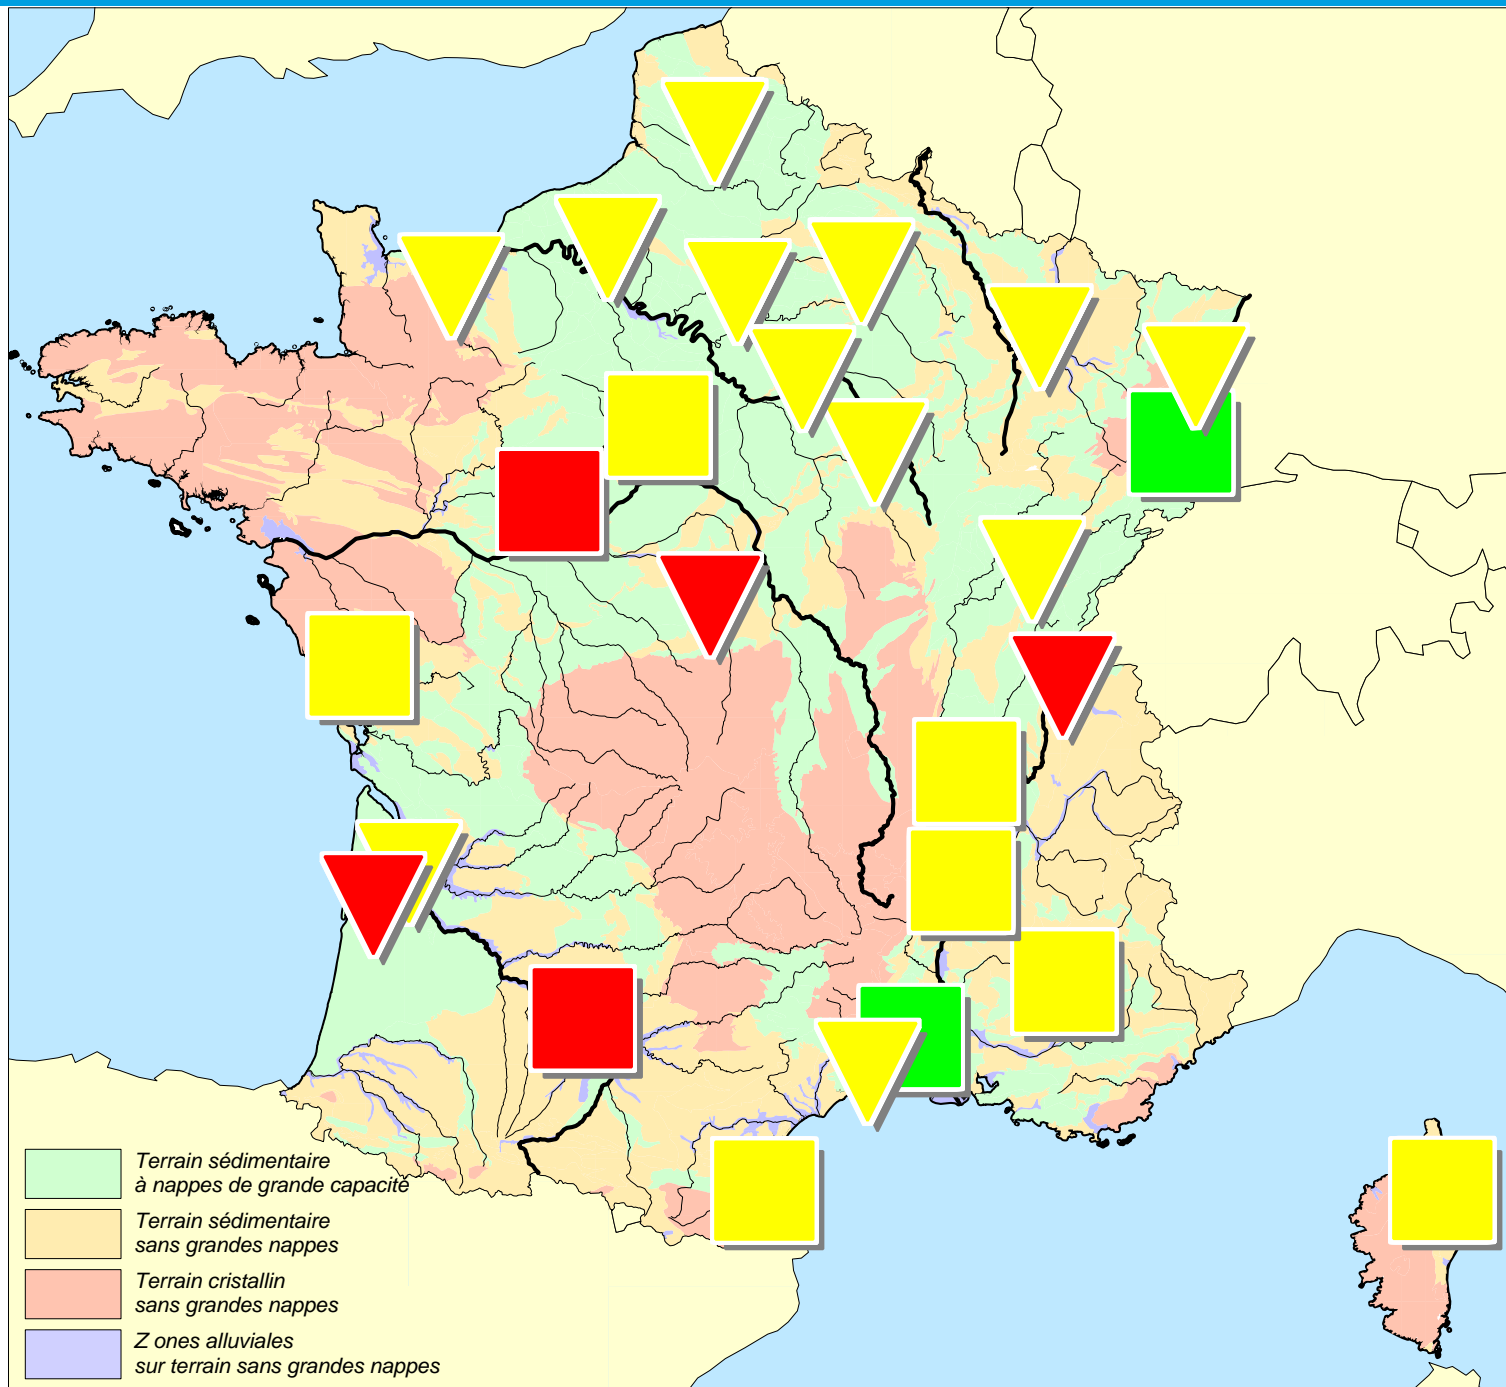 Terrain sédimentaire
à nappes de grande capacité
Terrain sédimentaire
sans grandes nappes
Terrain cristallin
sans grandes nappes
Z ones alluviales
sur terrain sans grandes nappes